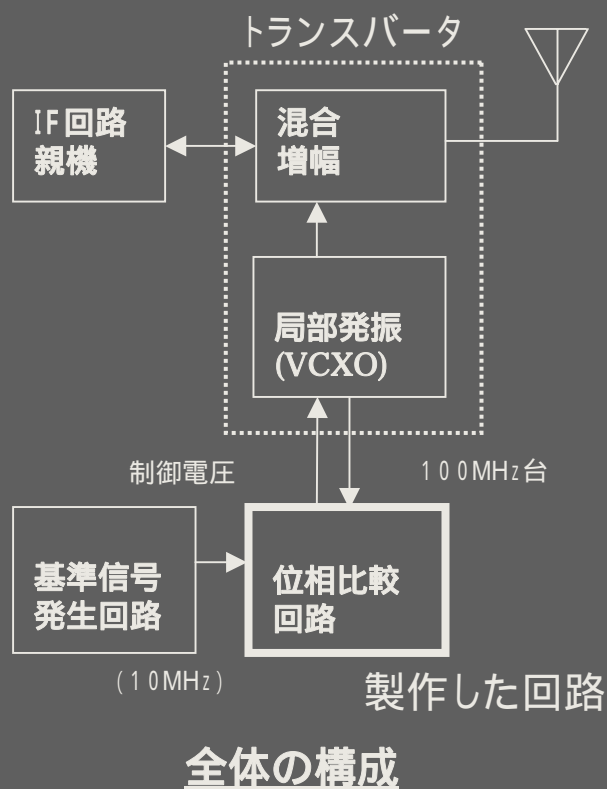 トランスバータ
IF回路
親機
混合
増幅
局部発振
(VCXO)
制御電圧
100MHz台
基準信号
発生回路
位相比較
回路
(10MHz)
製作した回路
全体の構成